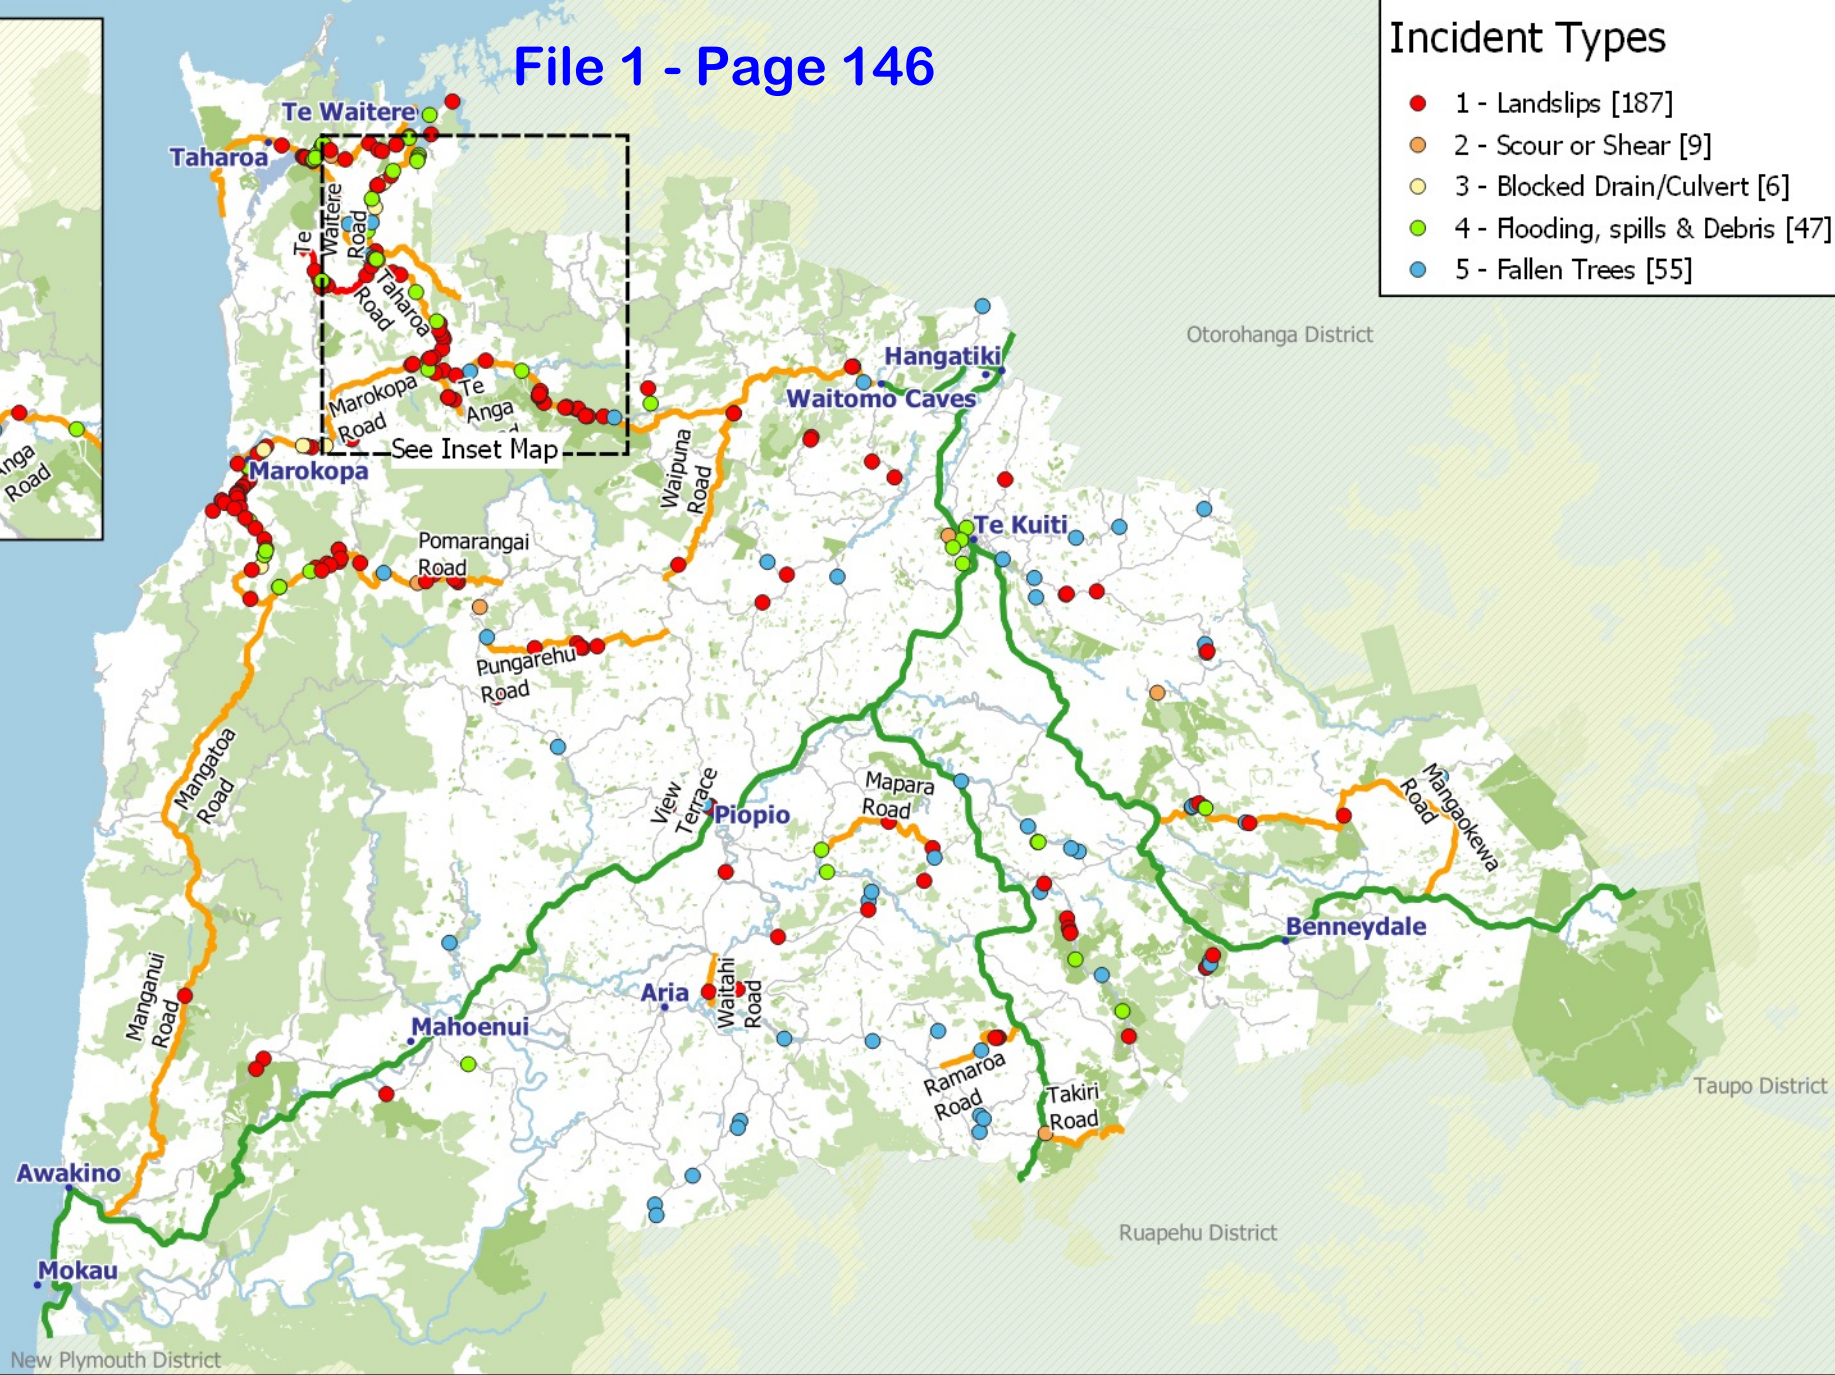 File 1 - Page 146
Incident Types
1 - Landslips [187]
2 - Scour or Shear [9]
3 - Blocked Drain/Culvert [6]
4 - Flooding, spills & Debris [47]
5 - Fallen Trees [55]
Te Waitere
Taharoa
Te
Waitere
Road
Taharoa
Road
Otorohanga District
Hangatiki
Waitomo Caves
Marokopa
Road
Te
Anga
See Inset Map
Anga
Road
Marokopa
Waipuna
Road
Te Kuiti
Pomarangai
Road
Pungarehu
Road
Mangatoa
Road
View
Terrace
Piopio
Mapara
Road
Mangaokewa
Road
Benneydale
Manganui
Road
Aria
Waitahi
Road
Mahoenui
Ramaroa
Road
Takiri
Road
Taupo District
Awakino
Ruapehu District
Mokau
New Plymouth District